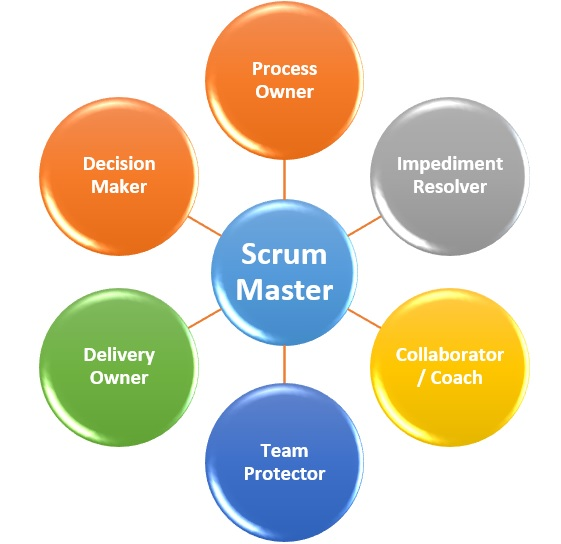 Process
Owner
Decision
Maker
Impediment
Resolver
Scrum
Master
Delivery
Owner
Collaborator
/ Coach
Team
Protector